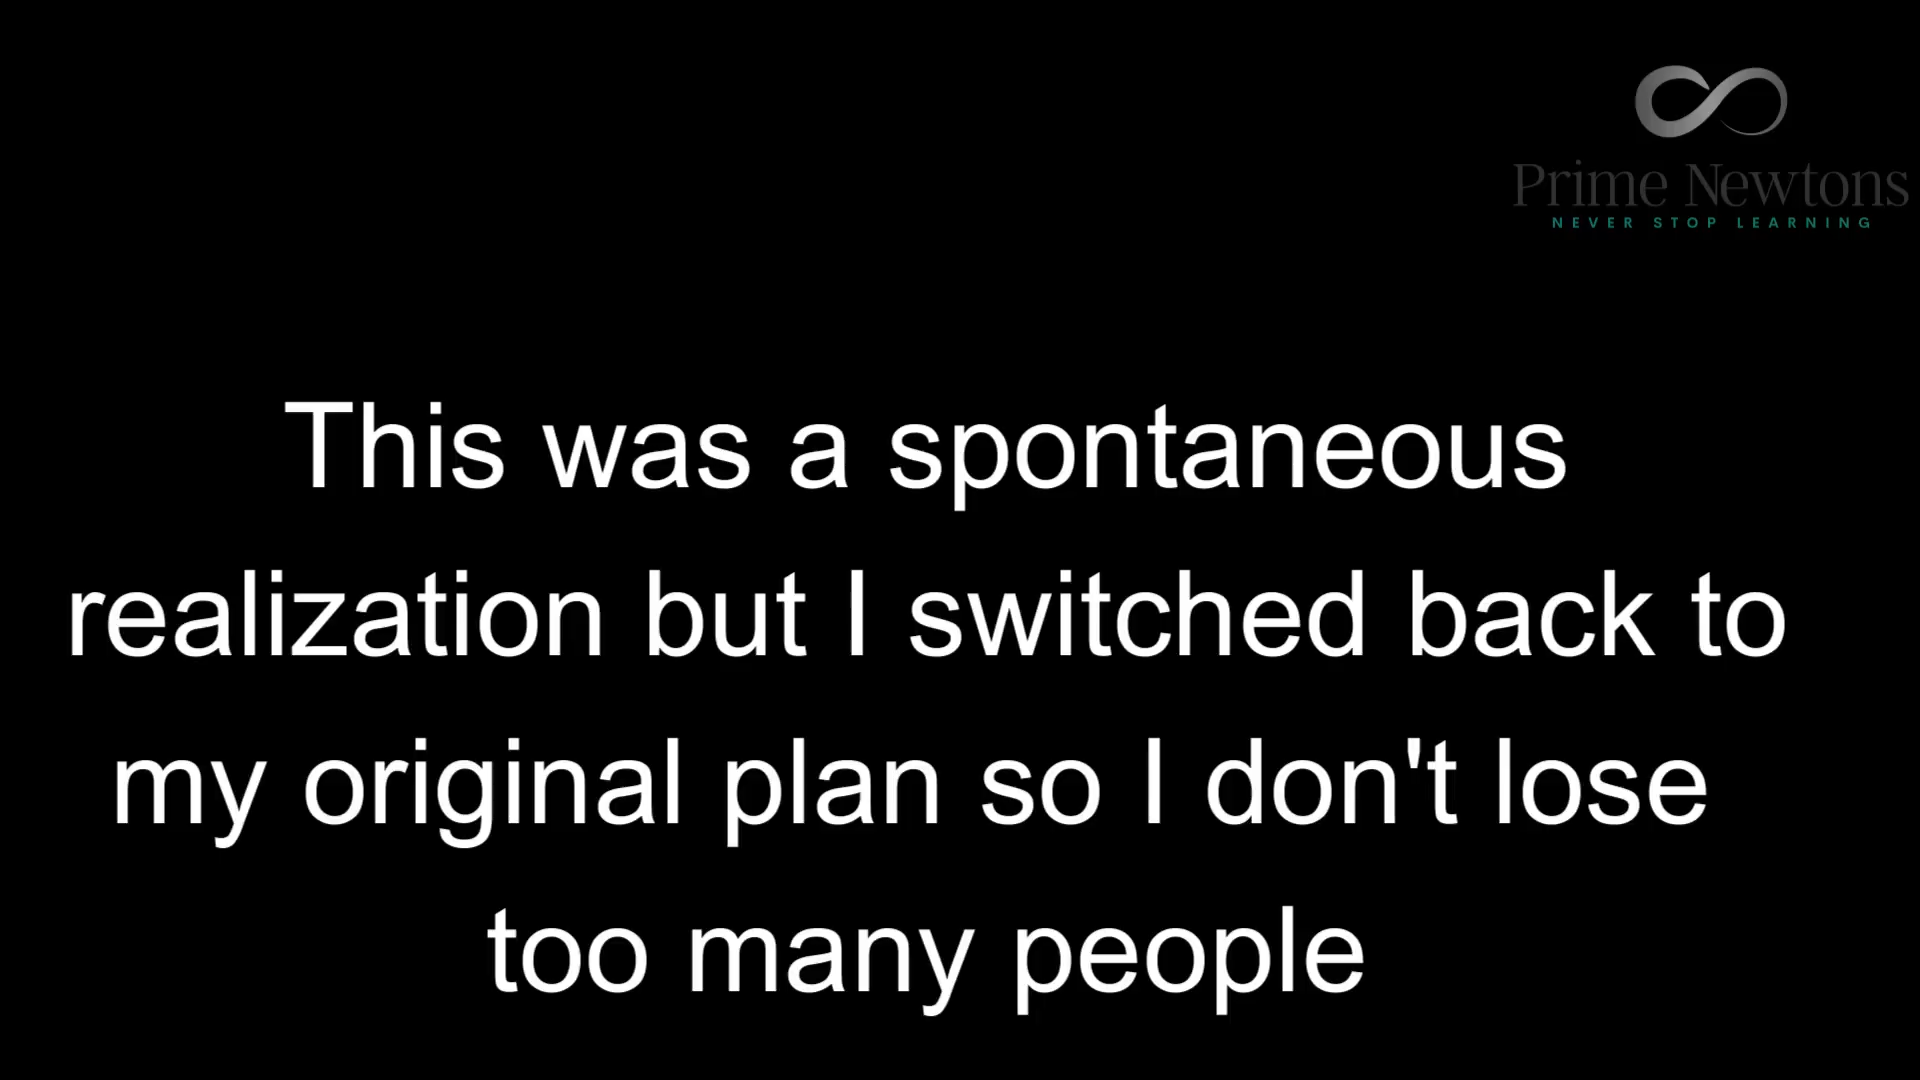 Prime Newtons
NEVER STOP LEARNING
This was a spontaneous
realization but I switched back to
my original plan so I don't lose
too many people